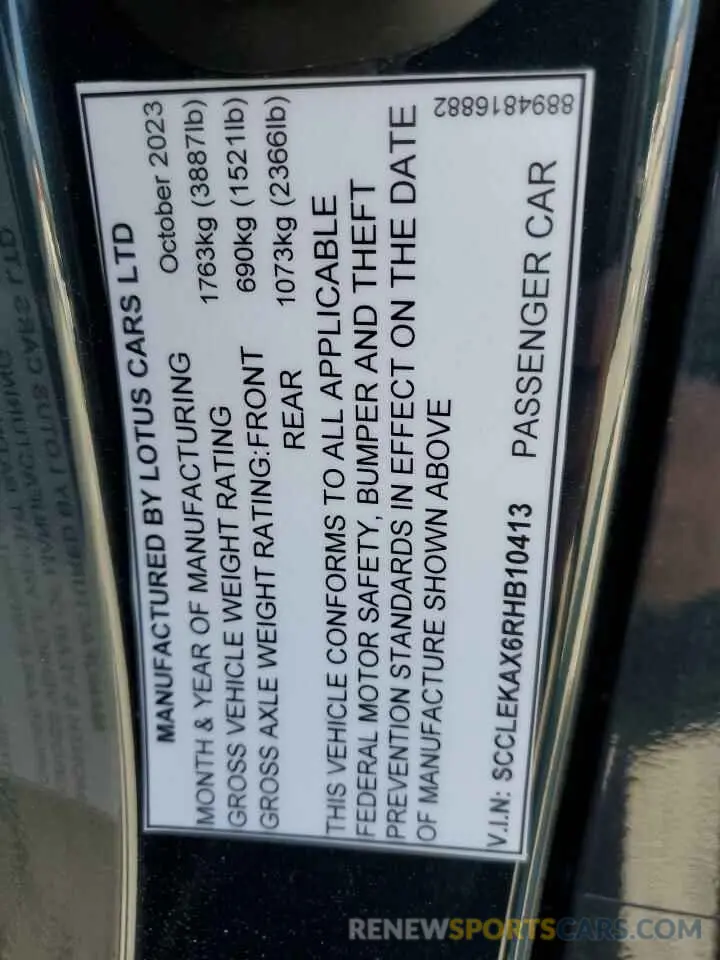 MANUFACTURED BY LOTUS CARS LTD
MONTH & YEAR OF MANUFACTURING October 2023
GROSS VEHICLE WEIGHT RATING 1763kg (3887lb)
GROSS AXLE WEIGHT RATING:FRONT 690kg (1521lb)
REAR 1073kg (2366lb)
THIS VEHICLE CONFORMS TO ALL APPLICABLE
FEDERAL MOTOR SAFETY, BUMPER AND THEFT
PREVENTION STANDARDS IN EFFECT ON THE DATE
OF MANUFACTURE SHOWN ABOVE
8894816882
V.I.N: SCCLEKAX6RHB10413 PASSENGER CAR
RENEWSPORTSCARS.COM